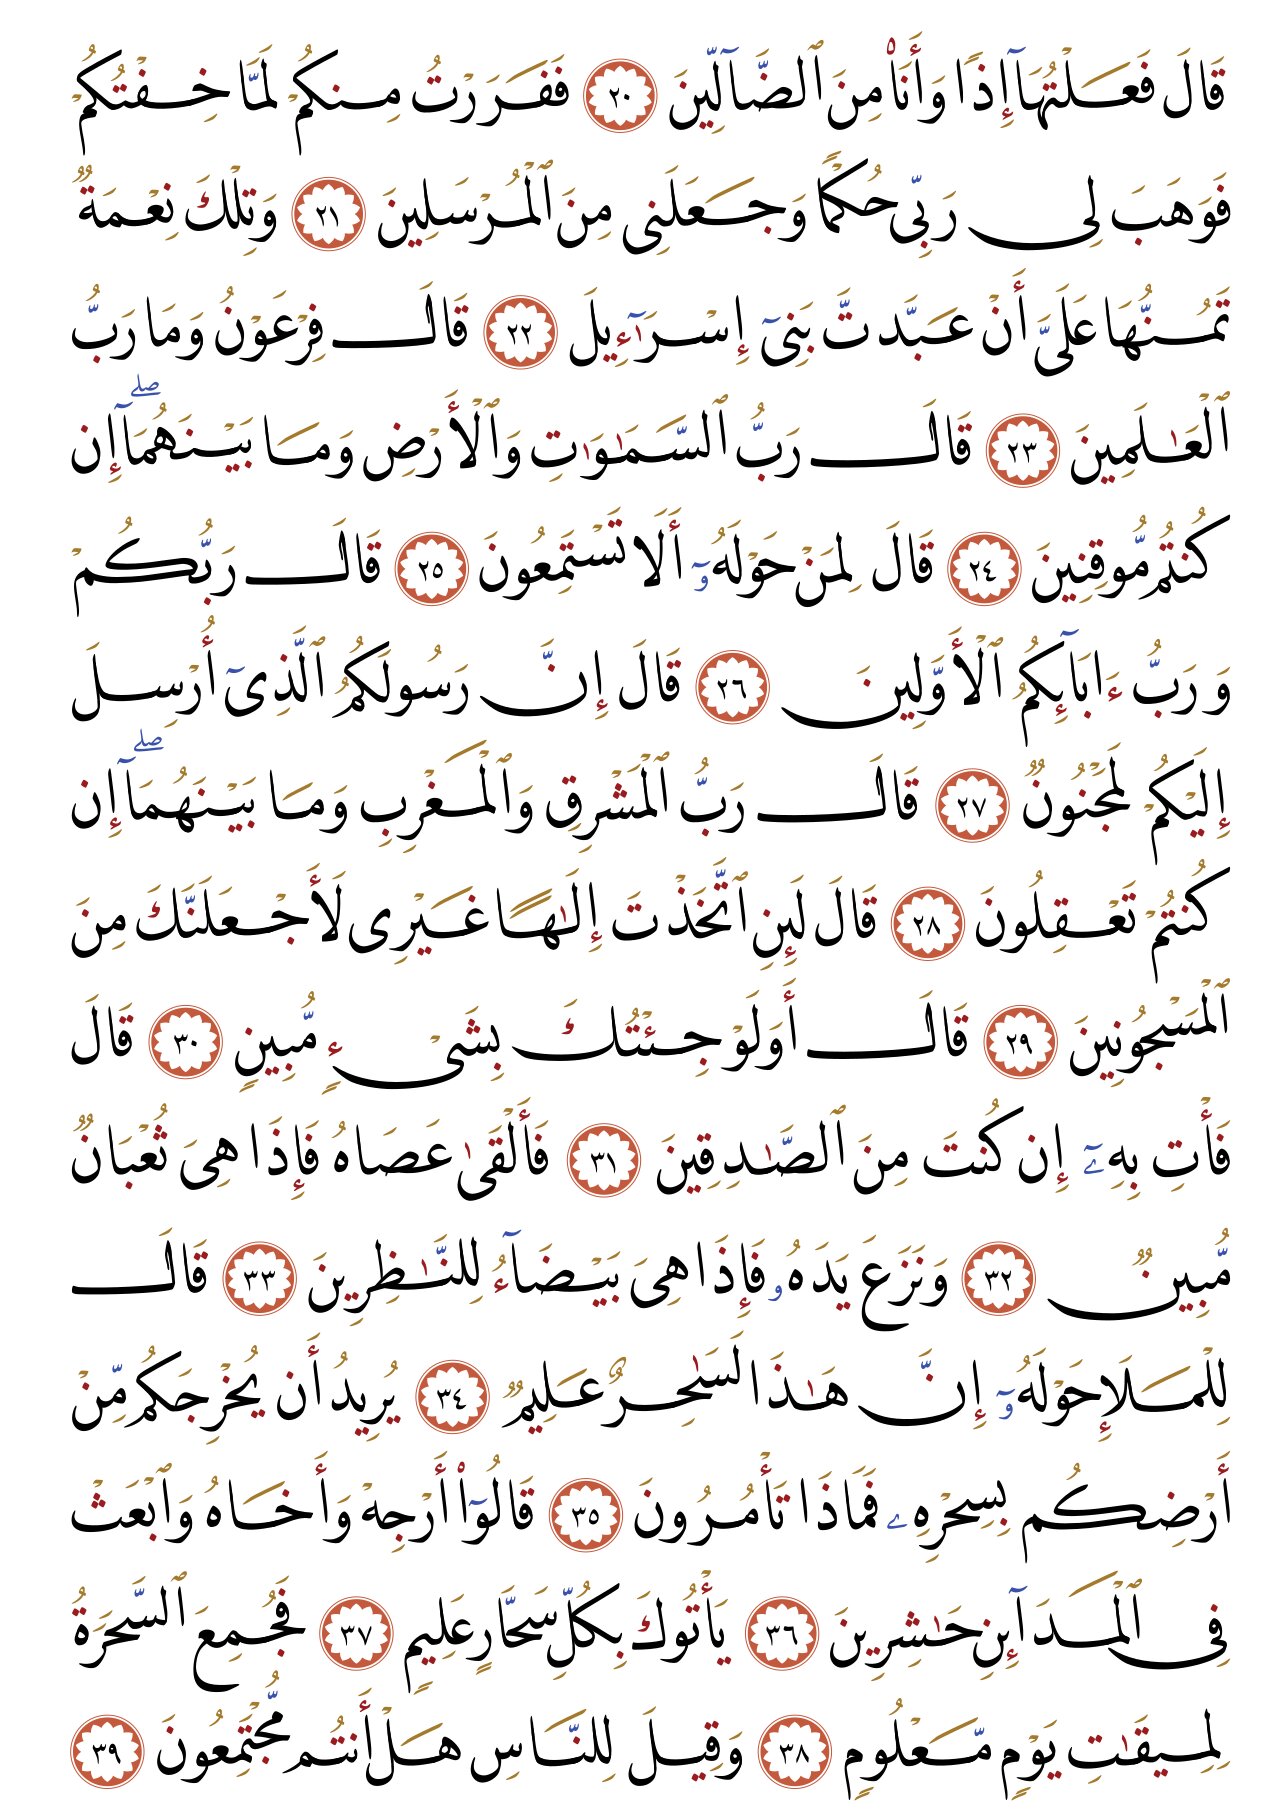 قَالَ فَعَلْتُهَآ إِذًا وَأَنَا۠ مِنَ ٱلضَّآلِّينَ ٢٠ فَفَرَرْتُ مِنكُمْ لَمَّا خِفْتُكُمْ
فَوَهَبَ لِى رَبِّى حُكْمًا وَجَعَلَنِى مِنَ ٱلْمُرْسَلِينَ ٢١ وَتِلْكَ نِعْمَةٌ
تَمُنُّهَا عَلَىَّ أَنْ عَبَّدتَّ بَنِىٓ إِسْرَٰٓءِيلَ ٢٢ قَالَ فِرْعَوْنُ وَمَا رَبُّ
ٱلْعَٰلَمِينَ ٢٣ قَالَ رَبُّ ٱلسَّمَٰوَٰتِ وَٱلْأَرْضِ وَمَا بَيْنَهُمَآ ۖ إِن
كُنتُم مُّوقِنِينَ ٢٤ قَالَ لِمَنْ حَوْلَهُۥٓ أَلَا تَسْتَمِعُونَ ٢٥ قَالَ رَبُّكُمْ
وَرَبُّ ءَابَآئِكُمُ ٱلْأَوَّلِينَ ٢٦ قَالَ إِنَّ رَسُولَكُمُ ٱلَّذِىٓ أُرْسِلَ
إِلَيْكُمْ لَمَجْنُونٌ ٢٧ قَالَ رَبُّ ٱلْمَشْرِقِ وَٱلْمَغْرِبِ وَمَا بَيْنَهُمَآ ۖ إِن
كُنتُمْ تَعْقِلُونَ ٢٨ قَالَ لَئِنِ ٱتَّخَذْتَ إِلَٰهًا غَيْرِى لَأَجْعَلَنَّكَ مِنَ
ٱلْمَسْجُونِينَ ٢٩ قَالَ أَوَلَوْ جِئْتُكَ بِشَىْءٍ مُّبِينٍ ٣٠ قَالَ
فَأْتِ بِهِۦٓ إِن كُنتَ مِنَ ٱلصَّٰدِقِينَ ٣١ فَأَلْقَىٰ عَصَاهُ فَإِذَا هِىَ ثُعْبَانٌ
مُّبِينٌ ٣٢ وَنَزَعَ يَدَهُۥ فَإِذَا هِىَ بَيْضَآءُ لِلنَّٰظِرِينَ ٣٣ قَالَ
لِلْمَلَإِ حَوْلَهُۥٓ إِنَّ هَٰذَا لَسَٰحِرٌ عَلِيمٌ ٣٤ يُرِيدُ أَن يُخْرِجَكُم مِّنْ
أَرْضِكُم بِسِحْرِهِۦ فَمَاذَا تَأْمُرُونَ ٣٥ قَالُوٓا۟ أَرْجِهْ وَأَخَاهُ وَٱبْعَثْ
فِى ٱلْمَدَآئِنِ حَٰشِرِينَ ٣٦ يَأْتُوكَ بِكُلِّ سَحَّارٍ عَلِيمٍ ٣٧ فَجُمِعَ ٱلسَّحَرَةُ
لِمِيقَٰتِ يَوْمٍ مَّعْلُومٍ ٣٨ وَقِيلَ لِلنَّاسِ هَلْ أَنتُم مُّجْتَمِعُونَ ٣٩